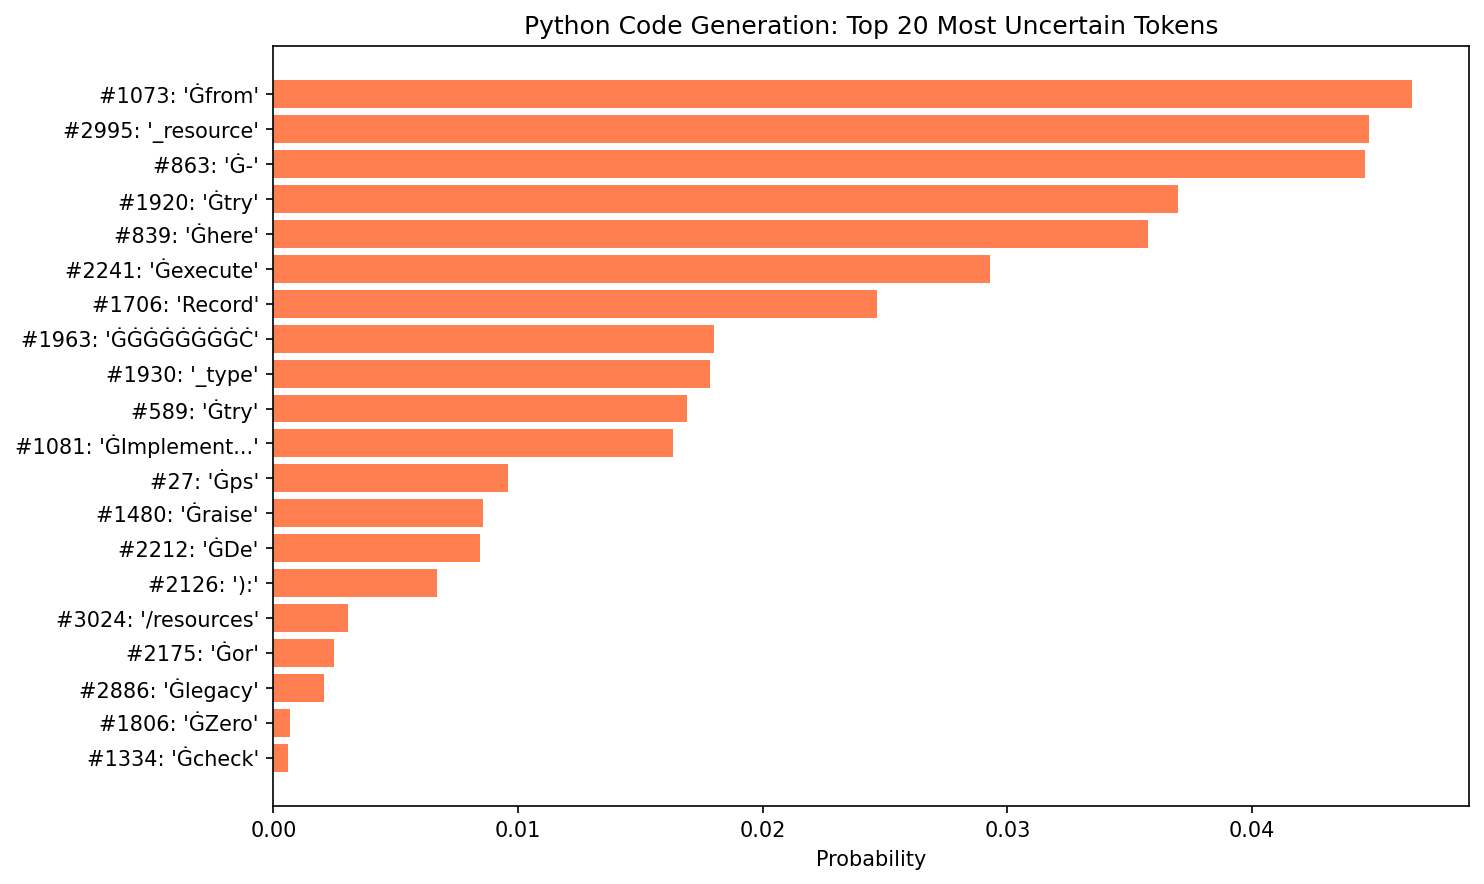 Python Code Generation: Top 20 Most Uncertain Tokens
#1073: 'Ġfrom'
#2995: '_resource'
#863: 'Ġ-'
#1920: 'Ġtry'
#839: 'Ġhere'
#2241: 'Ġexecute'
#1706: 'Record'
#1963: 'ĠĠĠĠĠĠĠĠĠĊ'
#1930: '_type'
#589: 'Ġtry'
#1081: 'ĠImplement...'
#27: 'Ġps'
#1480: 'Ġraise'
#2212: 'ĠDe'
#2126: '):'
#3024: '/resources'
#2175: 'Ġor'
#2886: 'Ġlegacy'
#1806: 'ĠZero'
#1334: 'Ġcheck'
0.00 0.01 0.02 0.03 0.04
Probability